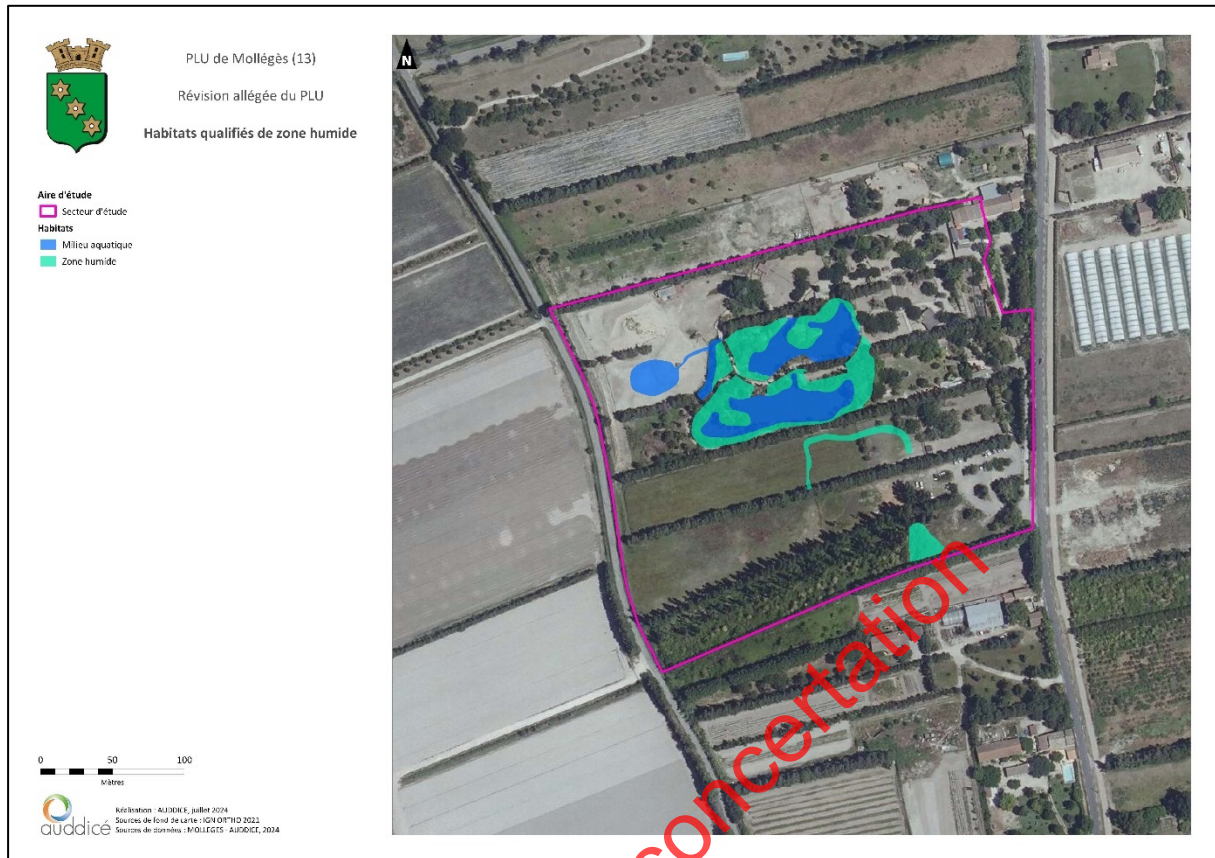 PLU de Mollégès (13)
Révision allégée du PLU
Habitats qualifiés de zone humide
Aire d'étude
Secteur d'étude
Habitats
Milieu aquatique
Zone humide
N
0 50 100
Mètres
auddicé
Réalisation : AUDDICE, juillet 2024
Sources de fond de carte : IGN ORTHO 2021
Sources de données : MOLLEGES - AUDDICE, 2024
concertation